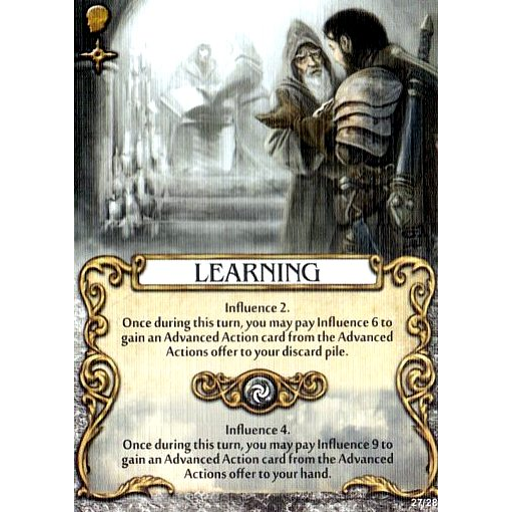 LEARNING
Influence 2.
Once during this turn, you may pay Influence 6 to
gain an Advanced Action card from the Advanced
Actions offer to your discard pile.
Influence 4.
Once during this turn, you may pay Influence 9 to
gain an Advanced Action card from the Advanced
Actions offer to your hand.
27/28